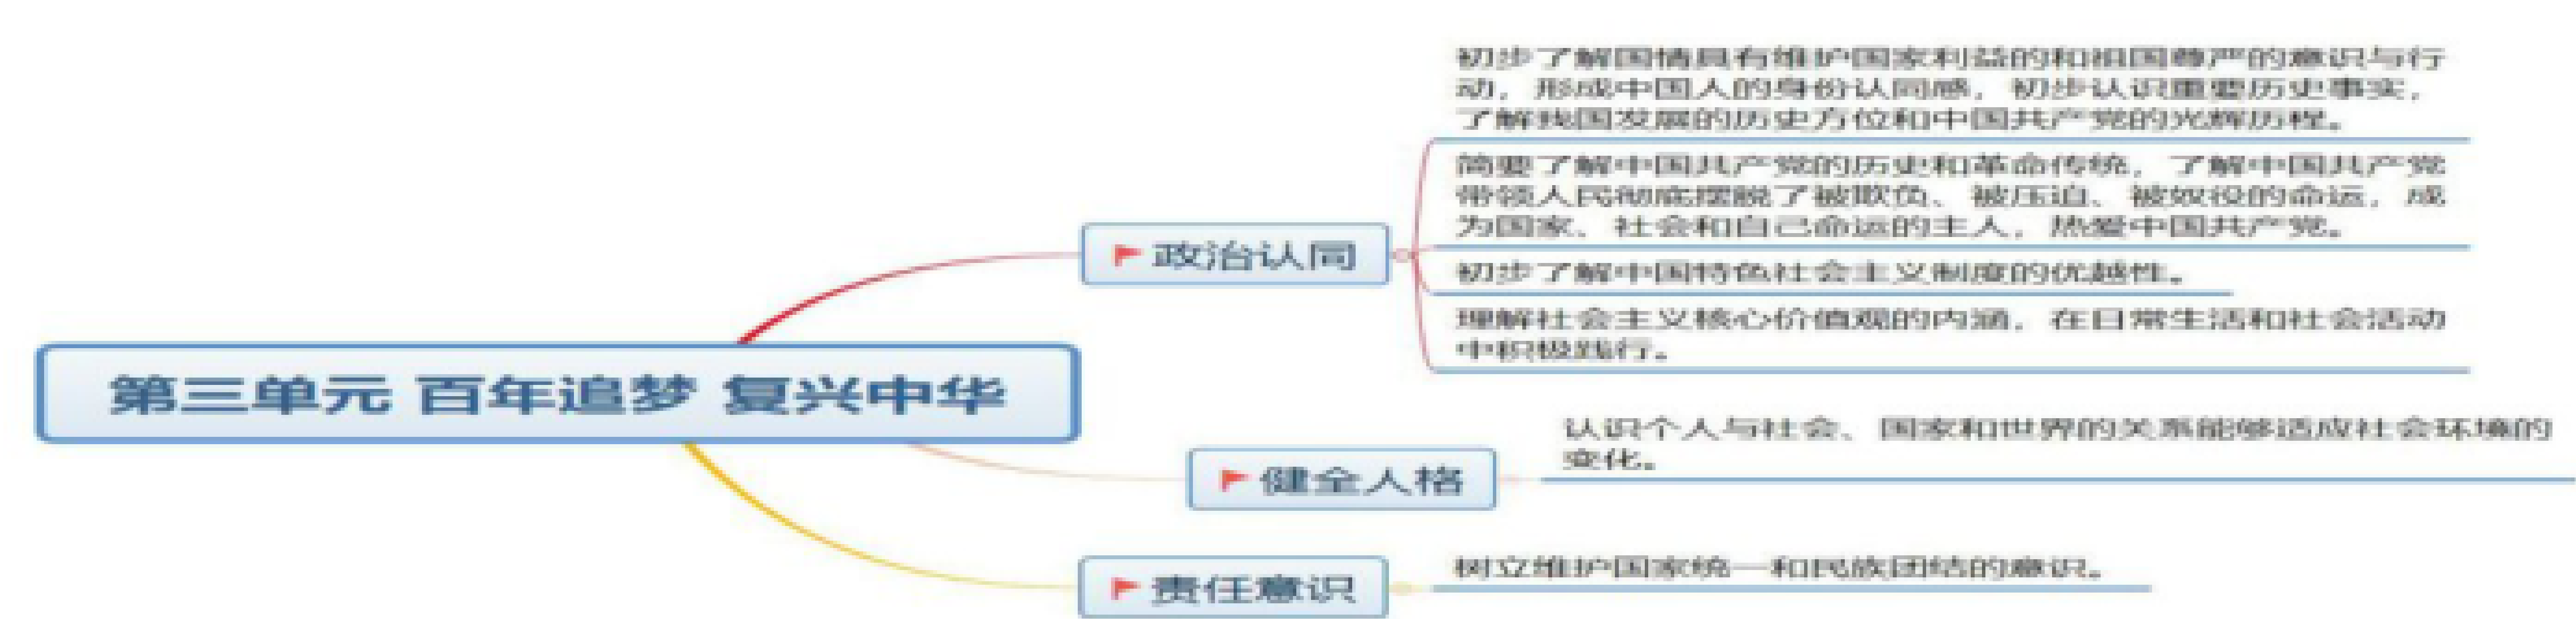 第三单元 百年追梦 复兴中华
政治认同
初步了解国情具有维护国家利益的和祖国尊严的意识与行
动，形成中国人的身份认同感，初步认识重要历史事实，
了解我国发展的历史方位和中国共产党的光辉历程。
简要了解中国共产党的历史和革命传统，了解中国共产党
带领人民彻底摆脱了被欺负、被压迫、被奴役的命运，成
为国家、社会和自己命运的主人，热爱中国共产党。
初步了解中国特色社会主义制度的优越性。
理解社会主义核心价值观的内涵，在日常生活和社会活动
中积极践行。
健全人格
认识个人与社会、国家和世界的关系能够适应社会环境的
变化。
责任意识
树立维护国家统一和民族团结的意识。